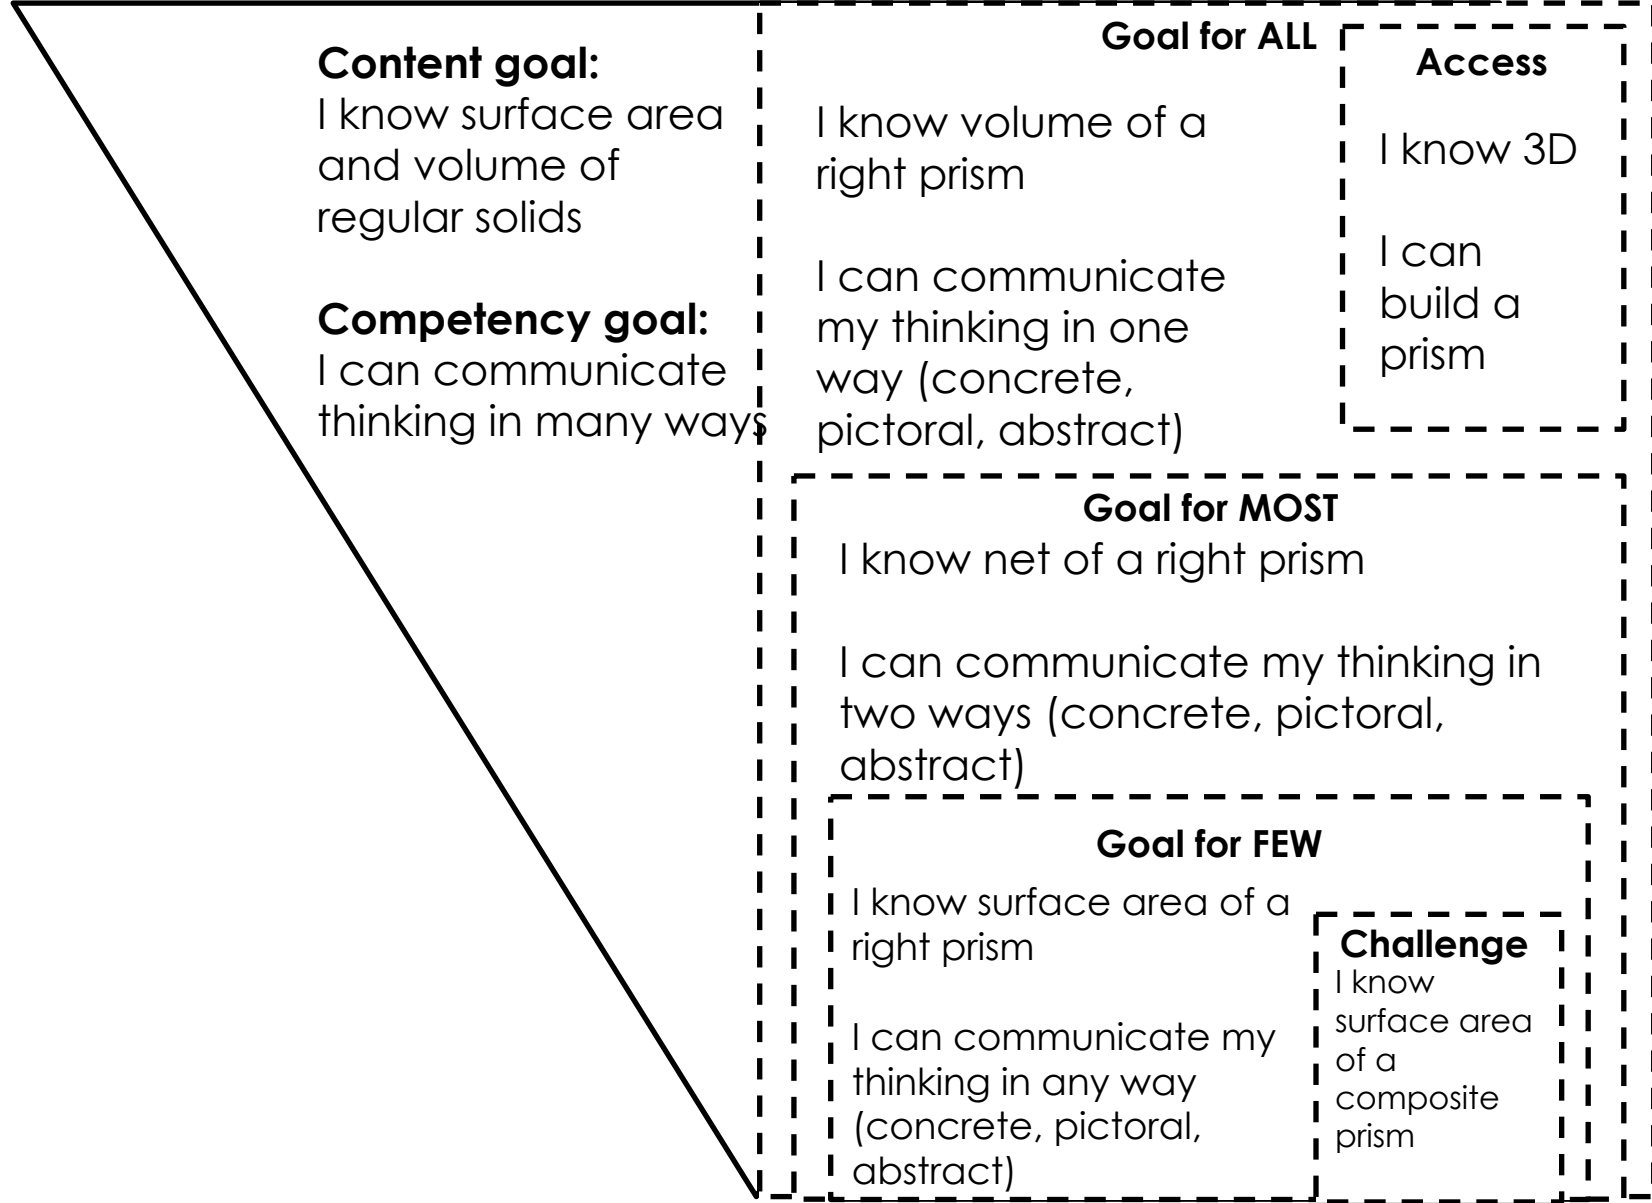 Content goal:
I know surface area
and volume of
regular solids
Competency goal:
I can communicate
thinking in many ways
Goal for ALL
I know volume of a
right prism
I can communicate
my thinking in one
way (concrete,
pictoral, abstract)
Access
I know 3D
I can
build a
prism
Goal for MOST
I know net of a right prism
I can communicate my thinking in
two ways (concrete, pictoral,
abstract)
Goal for FEW
I know surface area of a
right prism
I can communicate my
thinking in any way
(concrete, pictoral,
abstract)
Challenge
I know
surface area
of a
composite
prism